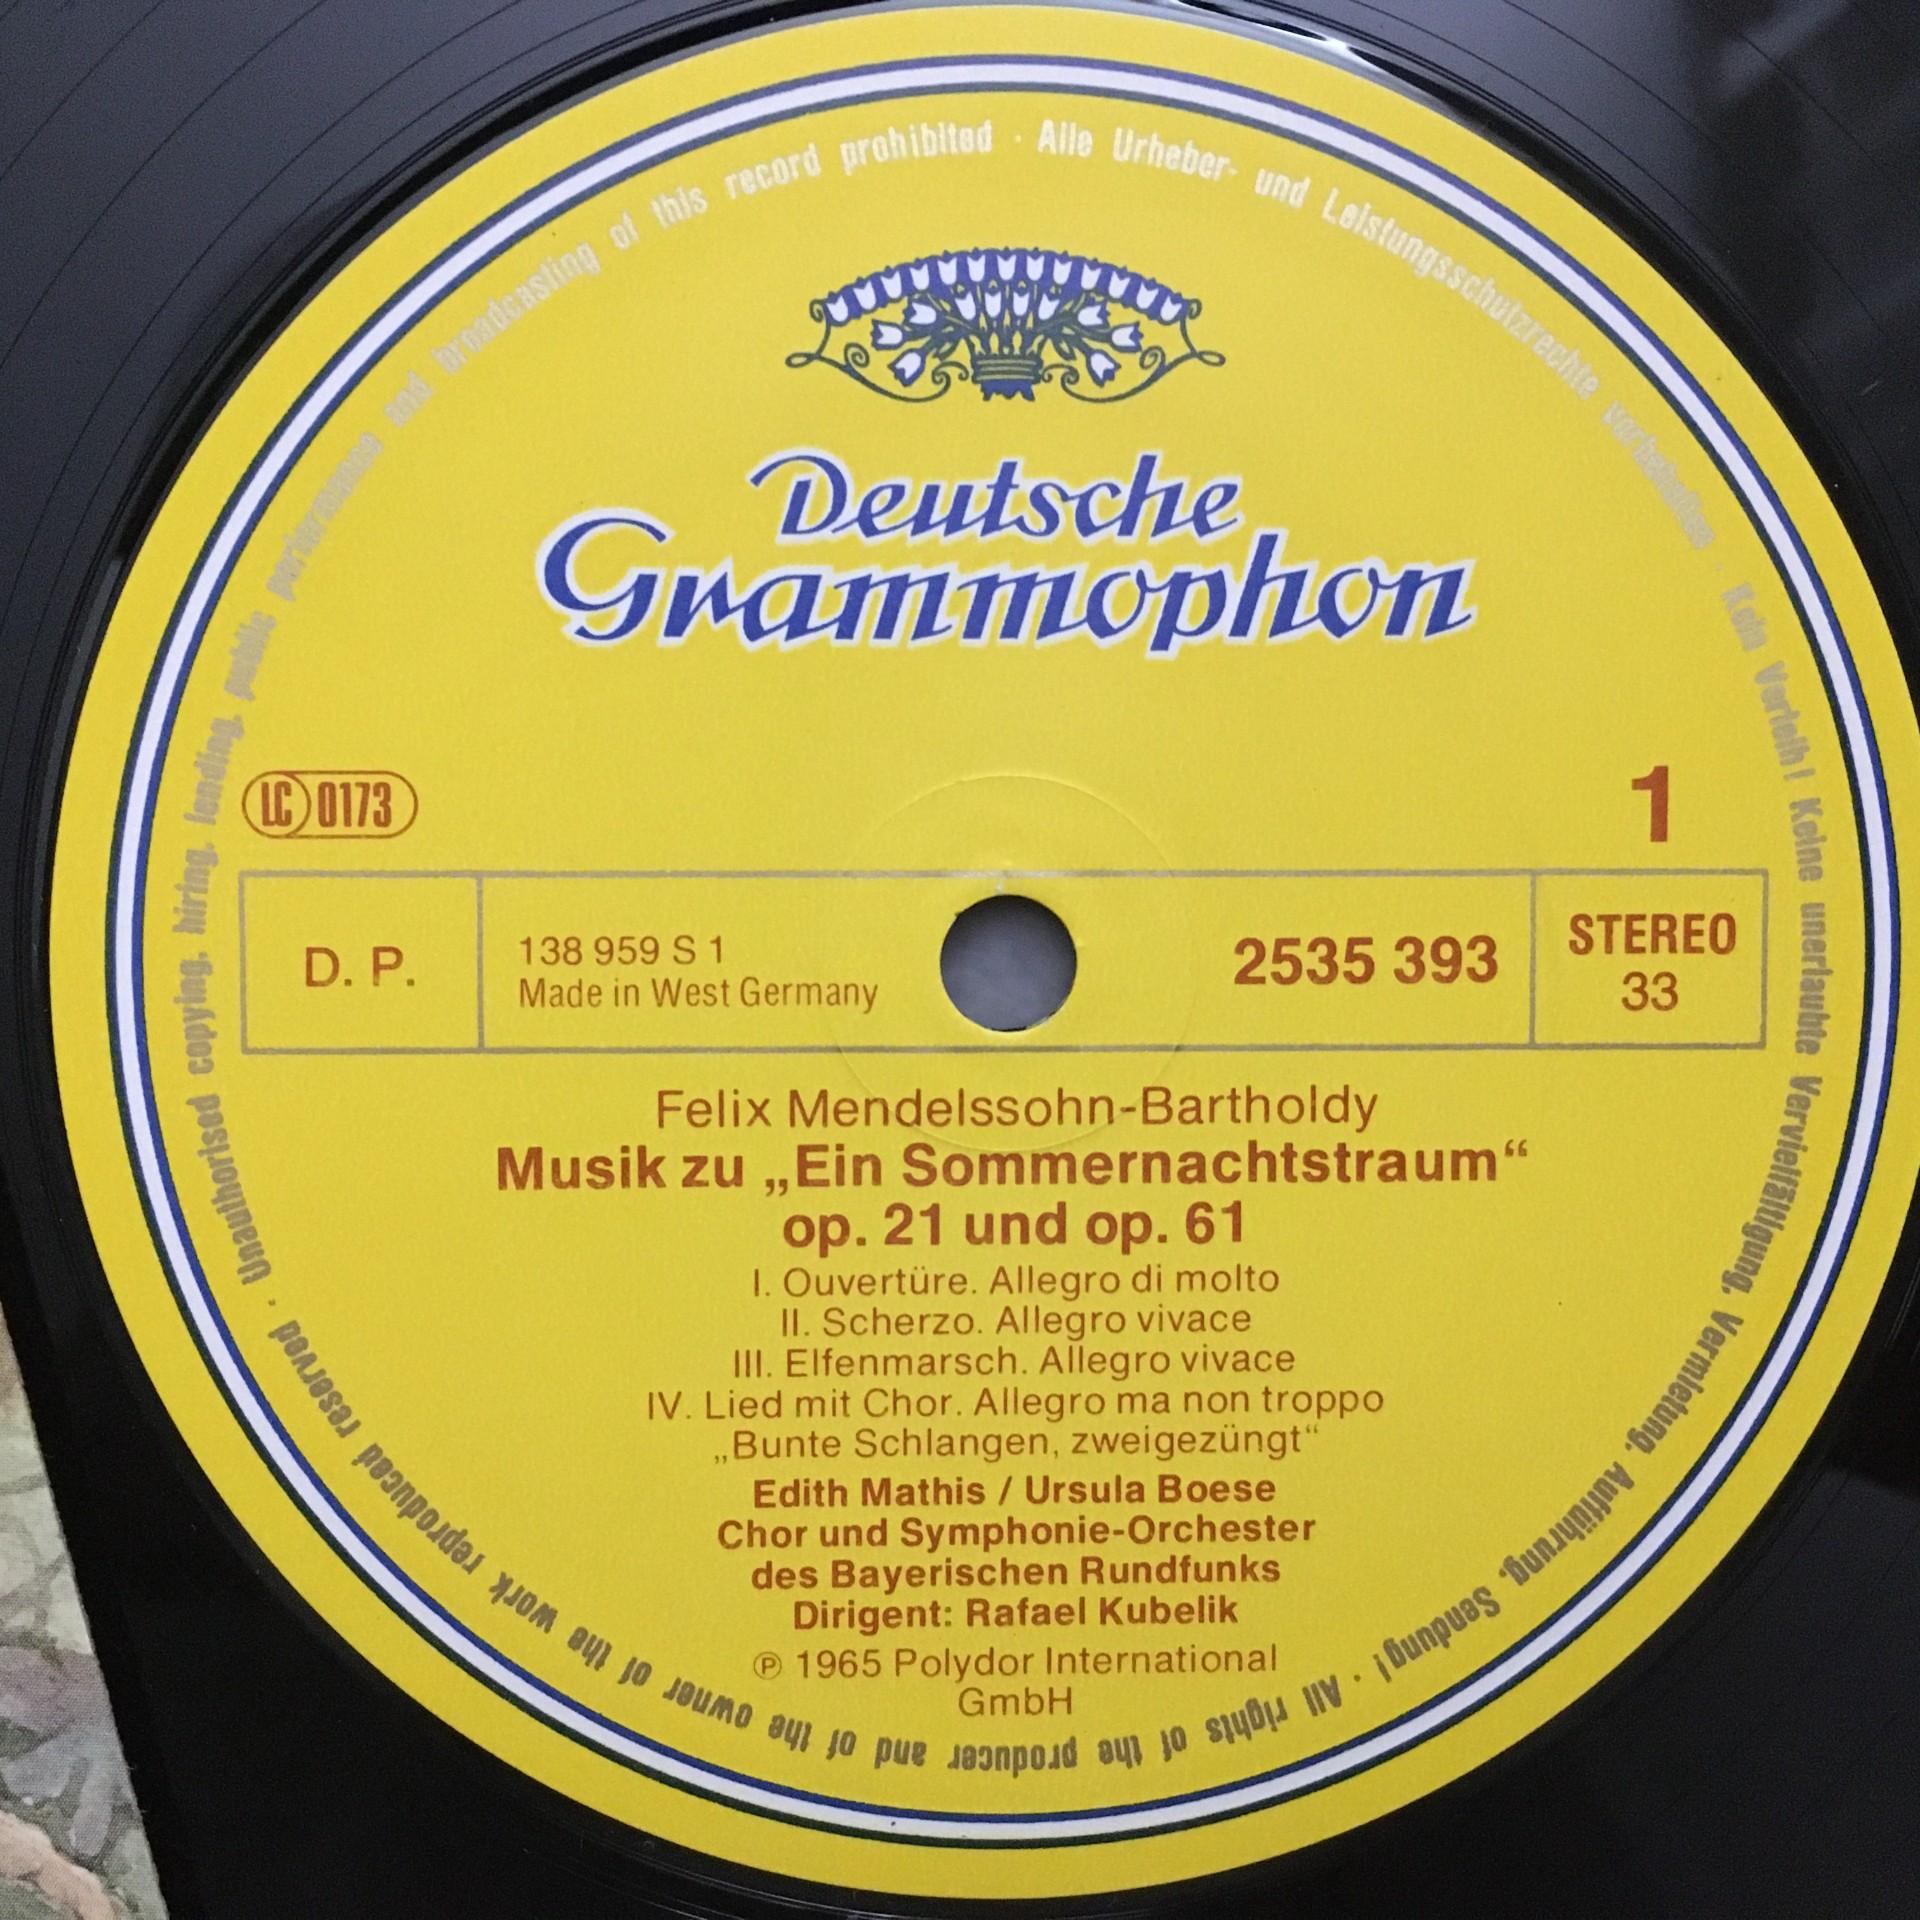 Deutsche
Grammophon
LC 0173
1
D. P.
138 959 S 1
Made in West Germany
2535 393
STEREO
33
Felix Mendelssohn-Bartholdy
Musik zu „Ein Sommernachtstraum“
op. 21 und op. 61
I. Ouvertüre. Allegro di molto
II. Scherzo. Allegro vivace
III. Elfenmarsch. Allegro vivace
IV. Lied mit Chor. Allegro ma non troppo
„Bunte Schlangen, zweigezüngt“
Edith Mathis / Ursula Boese
Chor und Symphonie-Orchester
des Bayerischen Rundfunks
Dirigent: Rafael Kubelik
℗ 1965 Polydor International
GmbH
Alle Urheber- und Leistungsschutzrechte vorbehalten · Kein Verleih! Keine unerlaubte Vervielfältigung, Vermietung, Aufführung, Sendung! · All rights of the producer and of the owner of the work reproduced reserved · Unauthorised copying, hiring, lending, public performance and broadcasting of this record prohibited ·